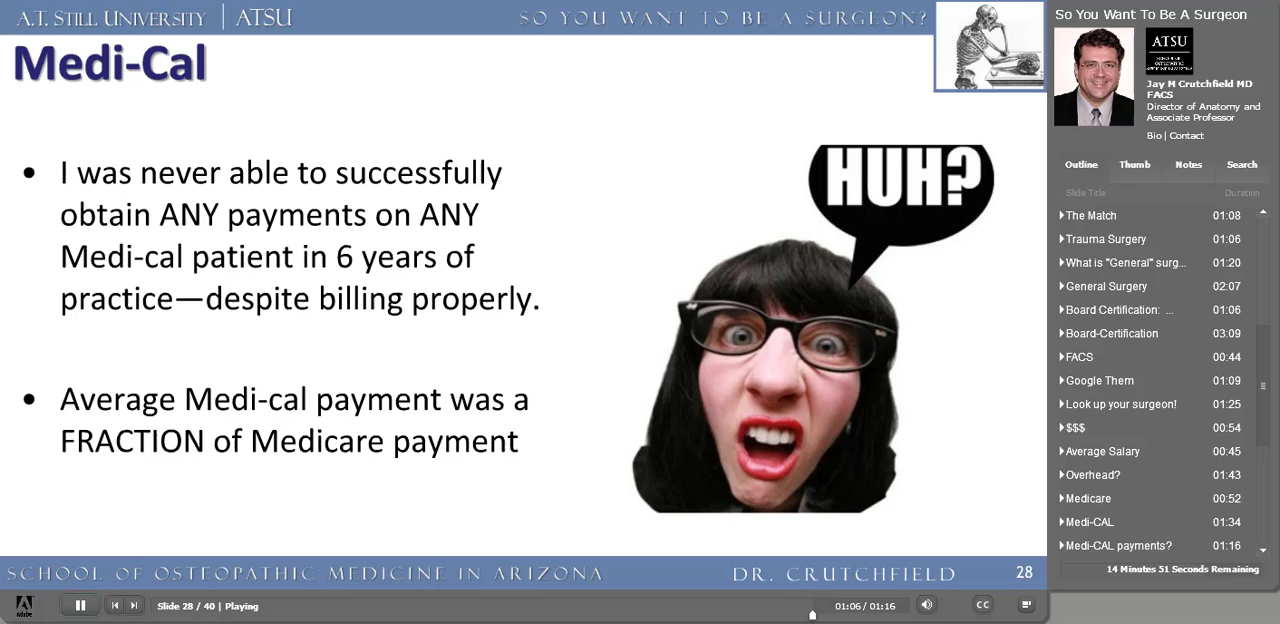 A.T. STILL UNIVERSITY | ATSU
SO YOU WANT TO BE A SURGEON?
Medi-Cal
• I was never able to successfully
obtain ANY payments on ANY
Medi-cal patient in 6 years of
practice—despite billing properly.
• Average Medi-cal payment was a
FRACTION of Medicare payment
HUH?
SCHOOL OF OSTEOPATHIC MEDICINE IN ARIZONA
DR. CRUTCHFIELD
28
So You Want To Be A Surgeon
ATSU
SCHOOL OF
OSTEOPATHIC
MEDICINE IN ARIZONA
Jay M Crutchfield MD
FACS
Director of Anatomy and
Associate Professor
Bio | Contact
Outline Thumb Notes Search
Slide Title Duration
The Match 01:08
Trauma Surgery 01:06
What is "General" surg... 01:20
General Surgery 02:07
Board Certification: ... 01:06
Board-Certification 03:09
FACS 00:44
Google Them 01:09
Look up your surgeon! 01:25
$$$ 00:54
Average Salary 00:45
Overhead? 01:43
Medicare 00:52
Medi-CAL 01:34
Medi-CAL payments? 01:16
14 Minutes 51 Seconds Remaining
Adobe
Slide 28 / 40 | Playing
01:06 / 01:16
CC